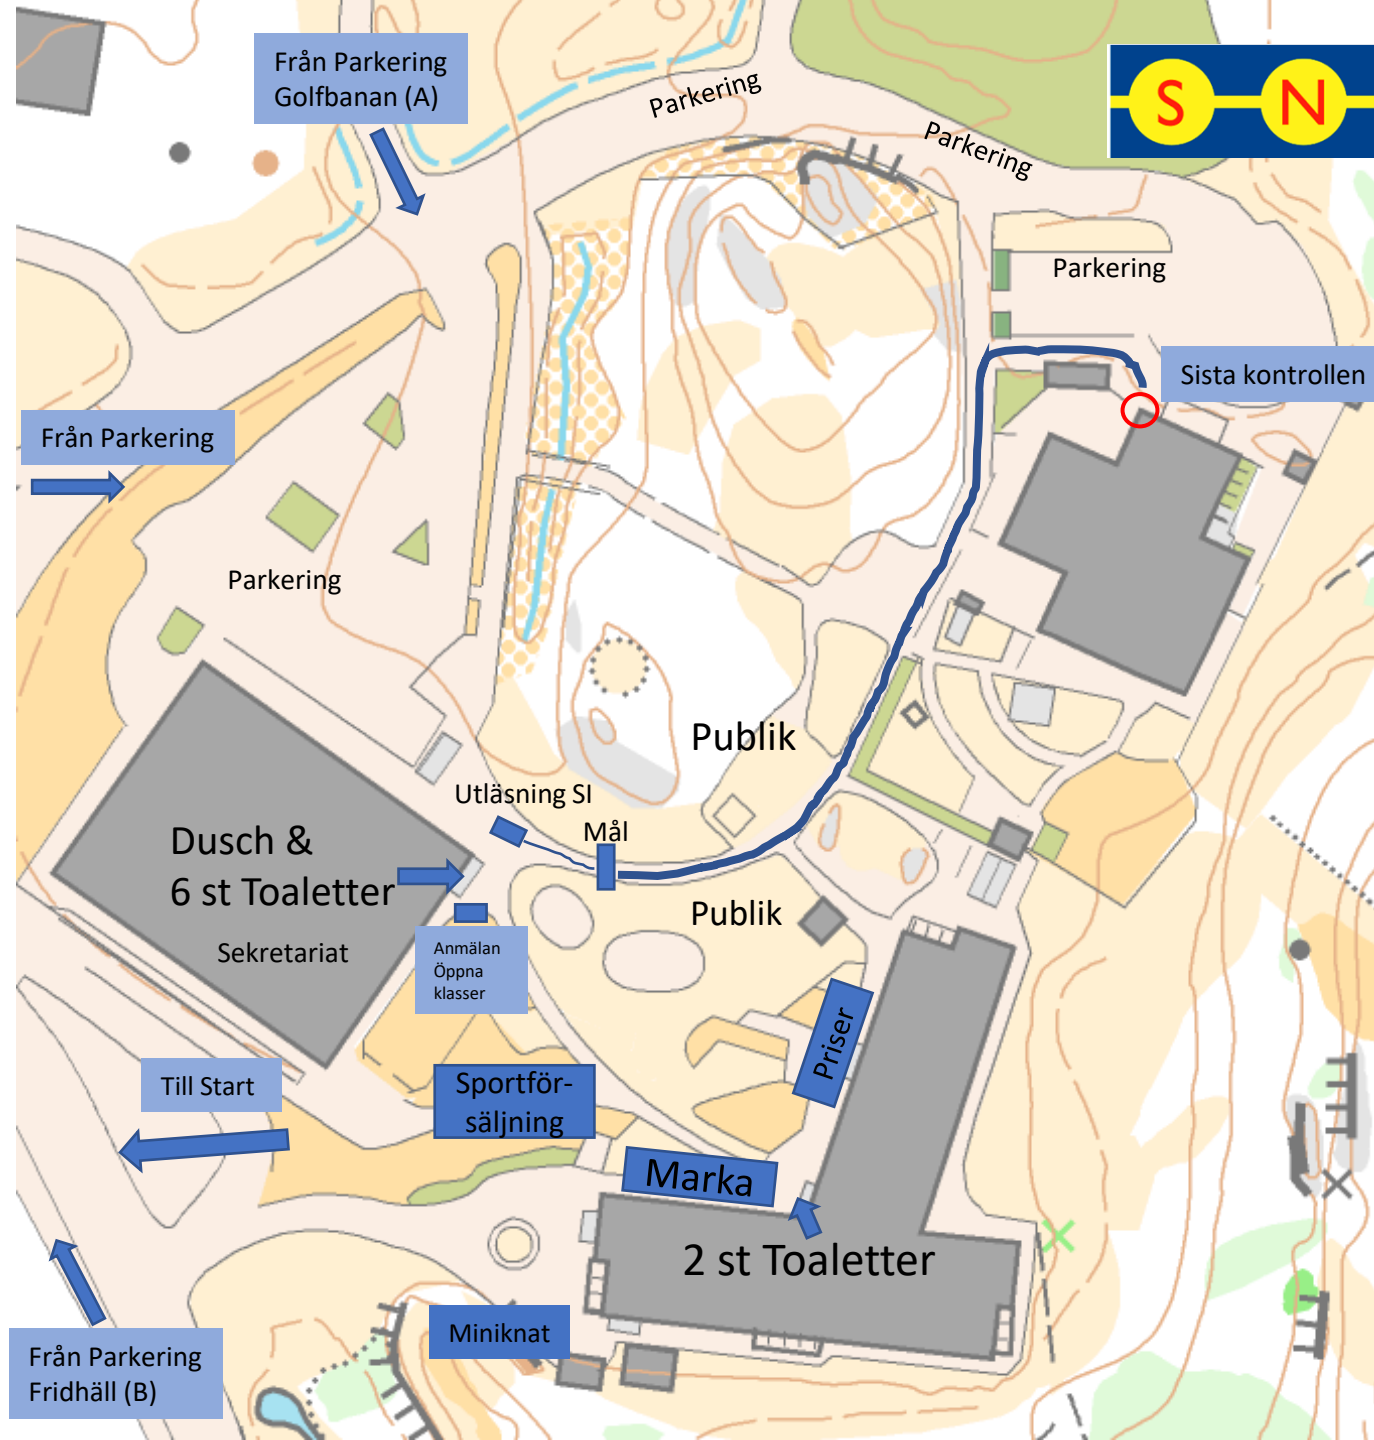 Från Parkering
Golfbanan (A)
Parkering
Parkering
S N
Parkering
Sista kontrollen
Från Parkering
Parkering
Publik
Utläsning SI
Mål
Dusch &
6 st Toaletter
Sekretariat
Publik
Anmälan
Öppna
klasser
Priser
Till Start
Sportför-
säljning
Marka
2 st Toaletter
Miniknat
Från Parkering
Fridhäll (B)